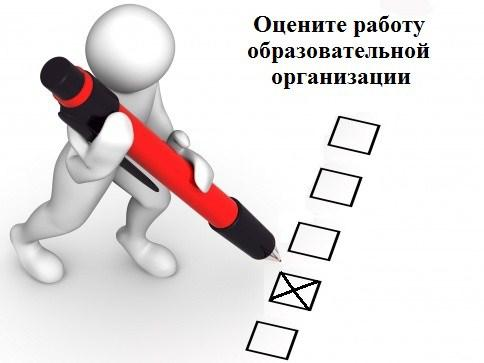 Оцените работу
образовательной
организации